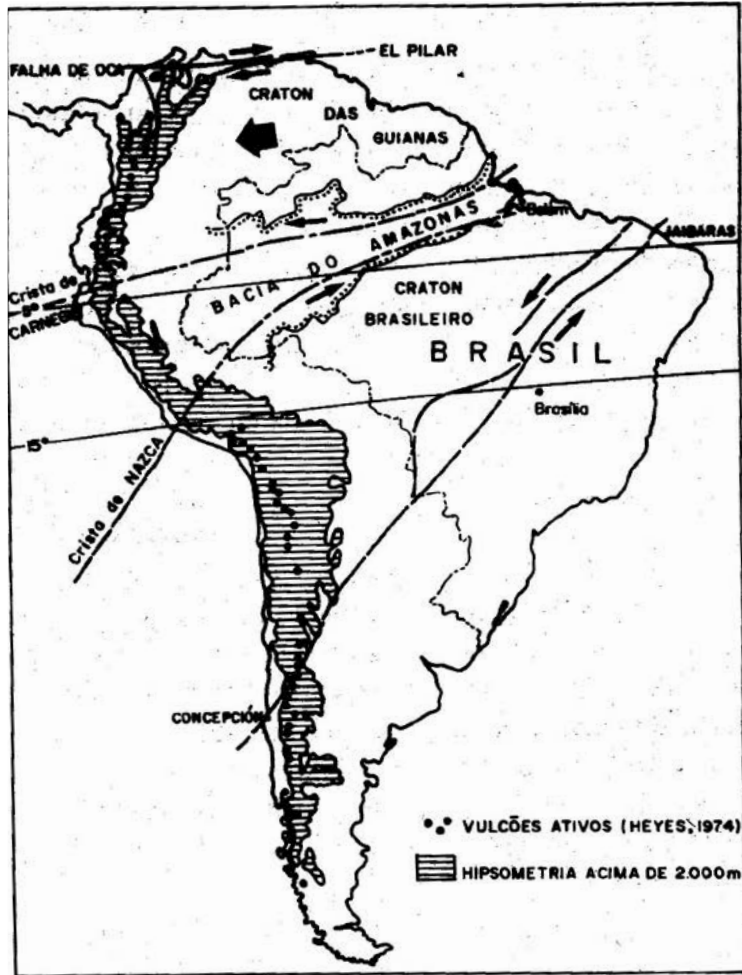 EL PILAR
FALHA DE OCA
CRATON
DAS
GUIANAS
Belém
JAIBARAS
BACIA DO AMAZONAS
Crista de
CARNEGIE
CRATON
BRASILEIRO
BRASIL
Brasília
15°
Crista de NAZCA
CONCEPCIÓN
VULCÕES ATIVOS (HEYES, 1974)
HIPSOMETRIA ACIMA DE 2.000m